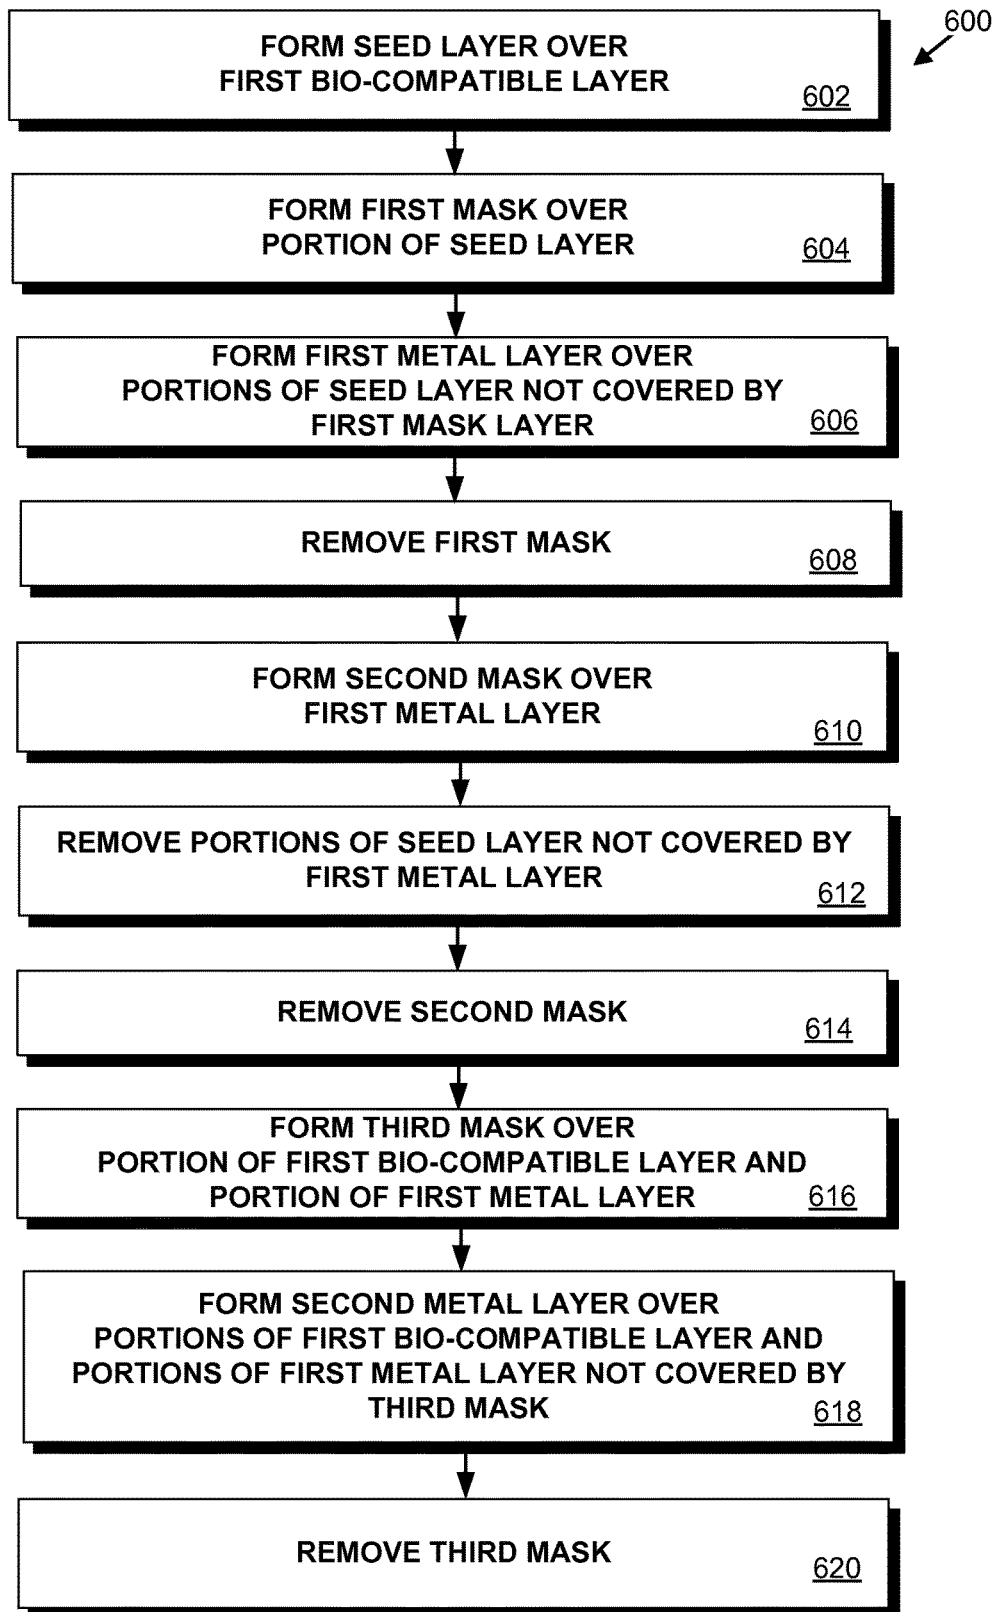 600
FORM SEED LAYER OVER
FIRST BIO-COMPATIBLE LAYER
602
FORM FIRST MASK OVER
PORTION OF SEED LAYER
604
FORM FIRST METAL LAYER OVER
PORTIONS OF SEED LAYER NOT COVERED BY
FIRST MASK LAYER
606
REMOVE FIRST MASK
608
FORM SECOND MASK OVER
FIRST METAL LAYER
610
REMOVE PORTIONS OF SEED LAYER NOT COVERED BY
FIRST METAL LAYER
612
REMOVE SECOND MASK
614
FORM THIRD MASK OVER
PORTION OF FIRST BIO-COMPATIBLE LAYER AND
PORTION OF FIRST METAL LAYER
616
FORM SECOND METAL LAYER OVER
PORTIONS OF FIRST BIO-COMPATIBLE LAYER AND
PORTIONS OF FIRST METAL LAYER NOT COVERED BY
THIRD MASK
618
REMOVE THIRD MASK
620